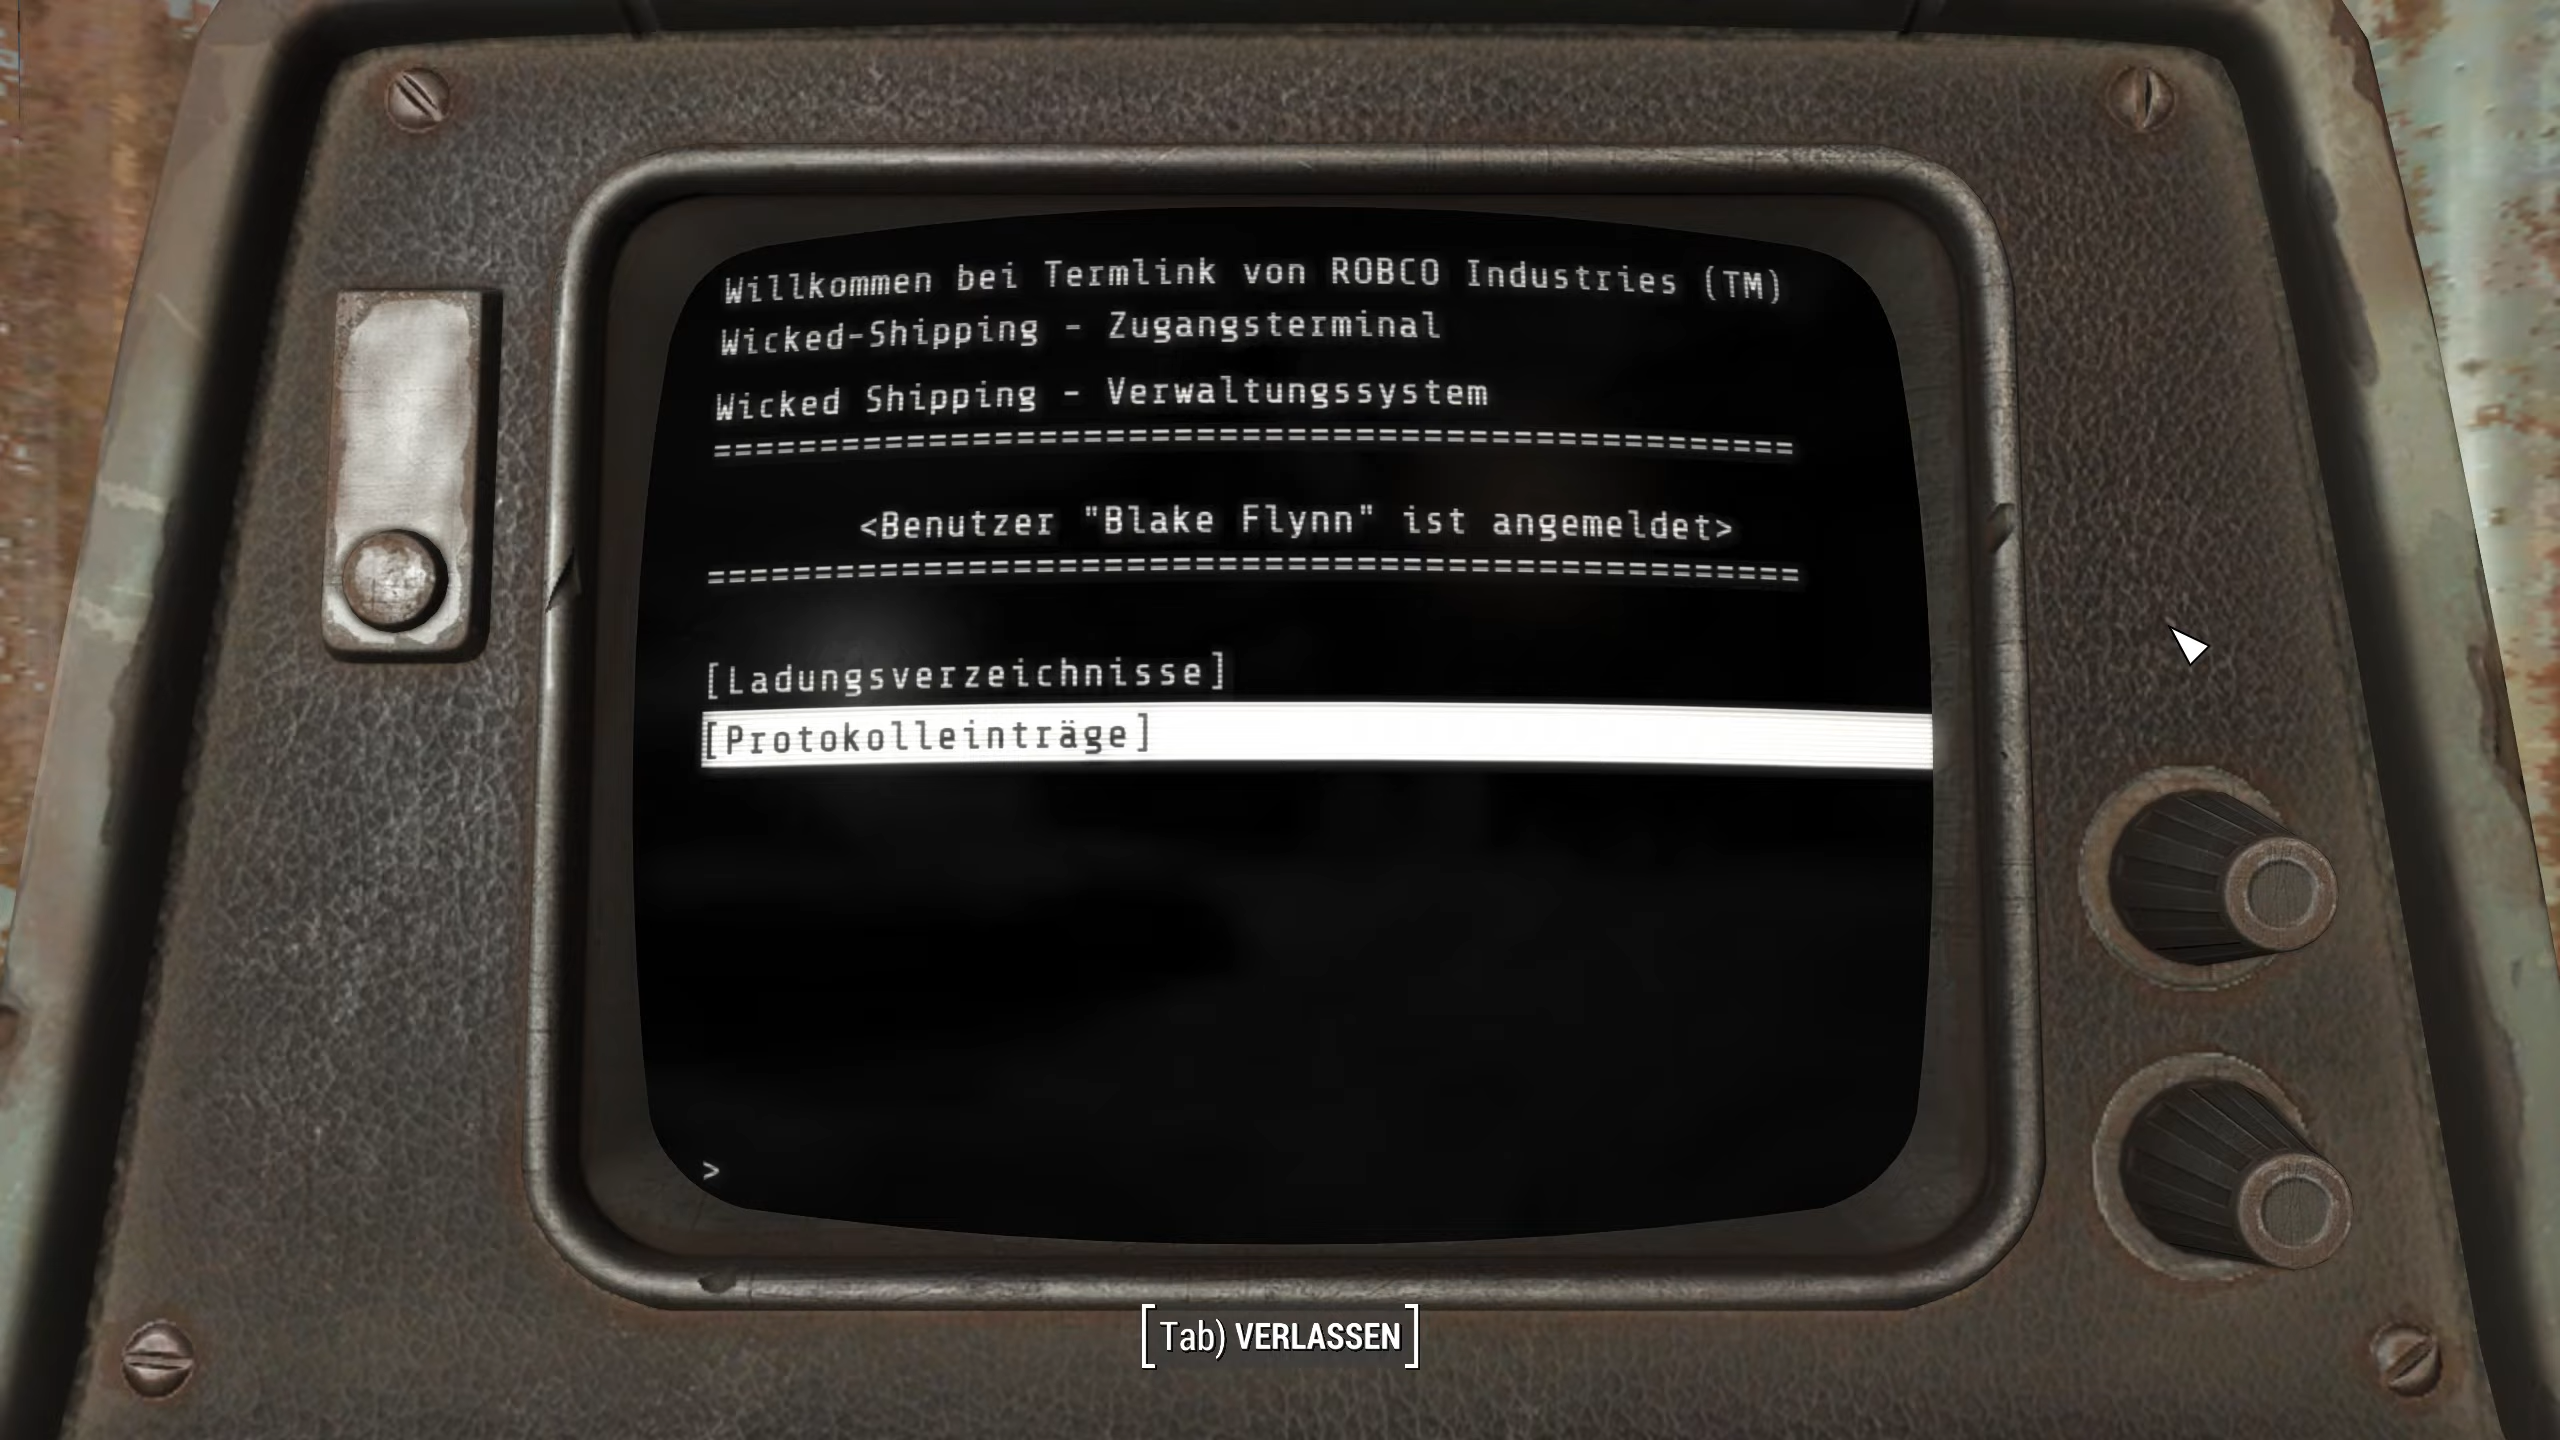 Willkommen bei Termlink von ROBCO Industries (TM)
Wicked-Shipping - Zugangsterminal
Wicked Shipping - Verwaltungssystem
===================================================
<Benutzer "Blake Flynn" ist angemeldet>
===================================================
[Ladungsverzeichnisse]
[Protokolleinträge]
>
[Tab) VERLASSEN]